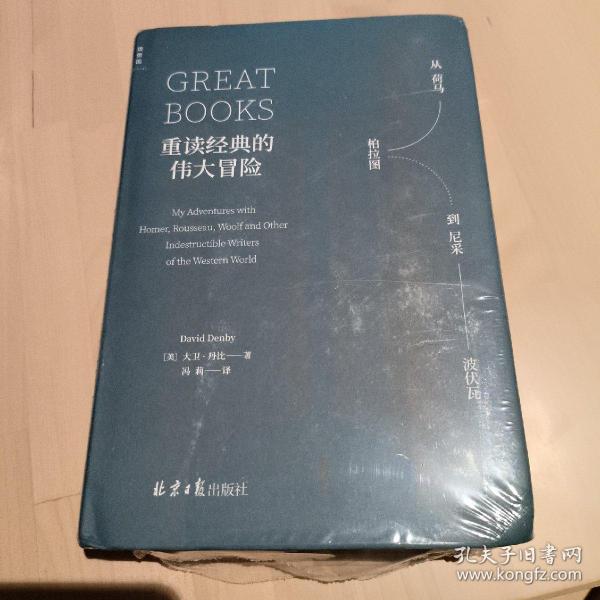 GREAT
BOOKS
重读经典的
伟大冒险
My Adventures with
Homer, Rousseau, Woolf and Other
Indestructible Writers
of the Western World
David Denby
[美] 大卫·丹比——著
冯 莉——译
北京日报出版社
从 荷马
柏拉图
到 尼采
波伏瓦
孔夫子旧书网
www.kongfz.com